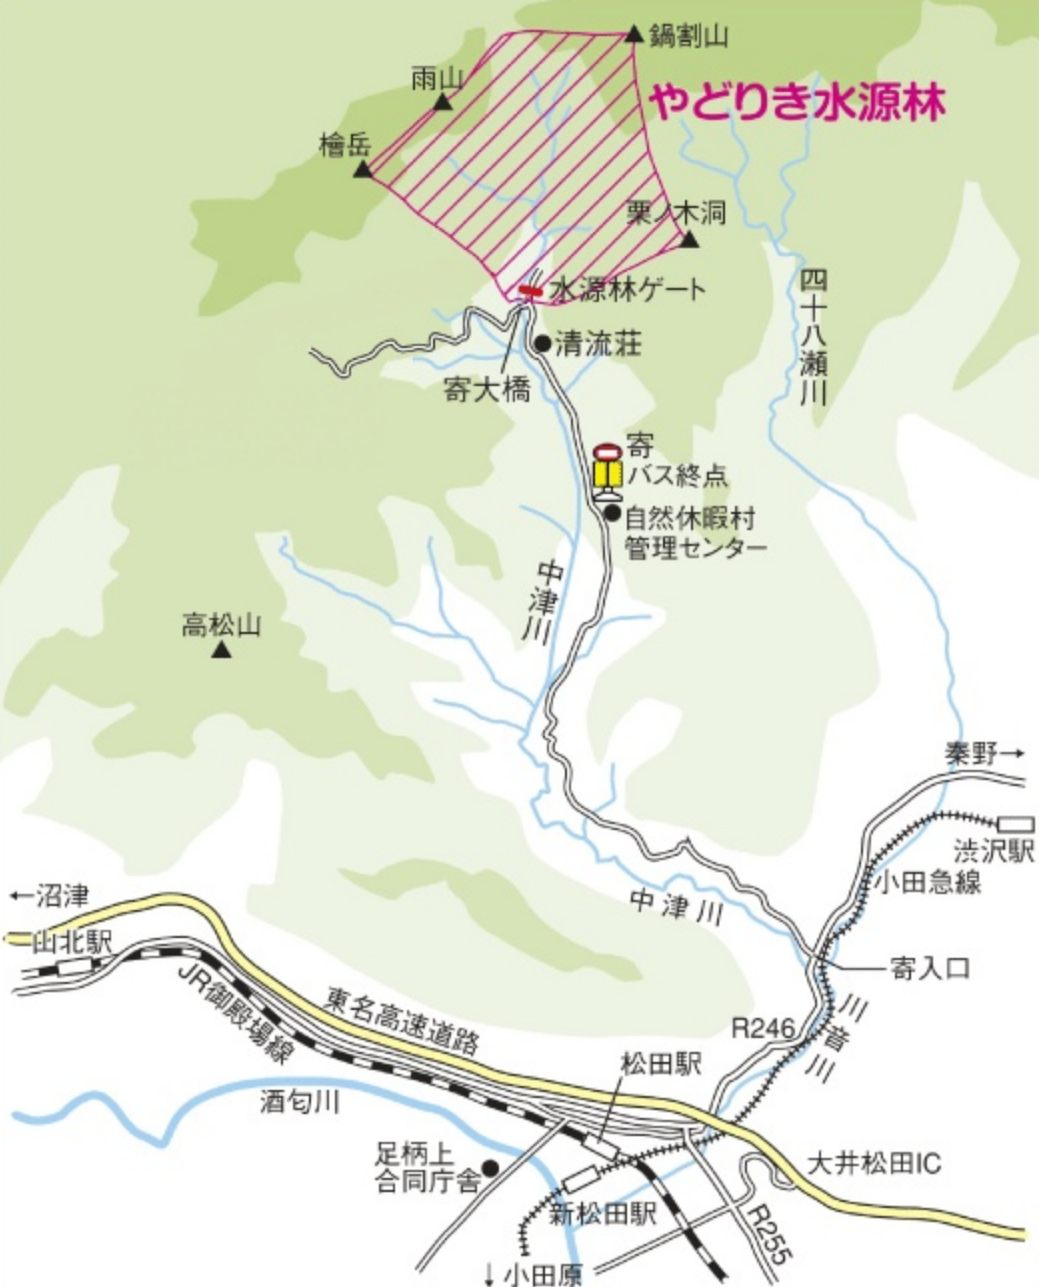 鍋割山
雨山
やどりき水源林
檜岳
栗ノ木洞
水源林ゲート
四十八瀬川
清流荘
寄大橋
寄
バス終点
自然休暇村
管理センター
中津川
高松山
秦野→
渋沢駅
小田急線
←沼津
中津川
山北駅
寄入口
JR御殿場線
東名高速道路
川音川
R246
松田駅
酒匂川
足柄上
合同庁舎
大井松田IC
新松田駅
R255
↓小田原